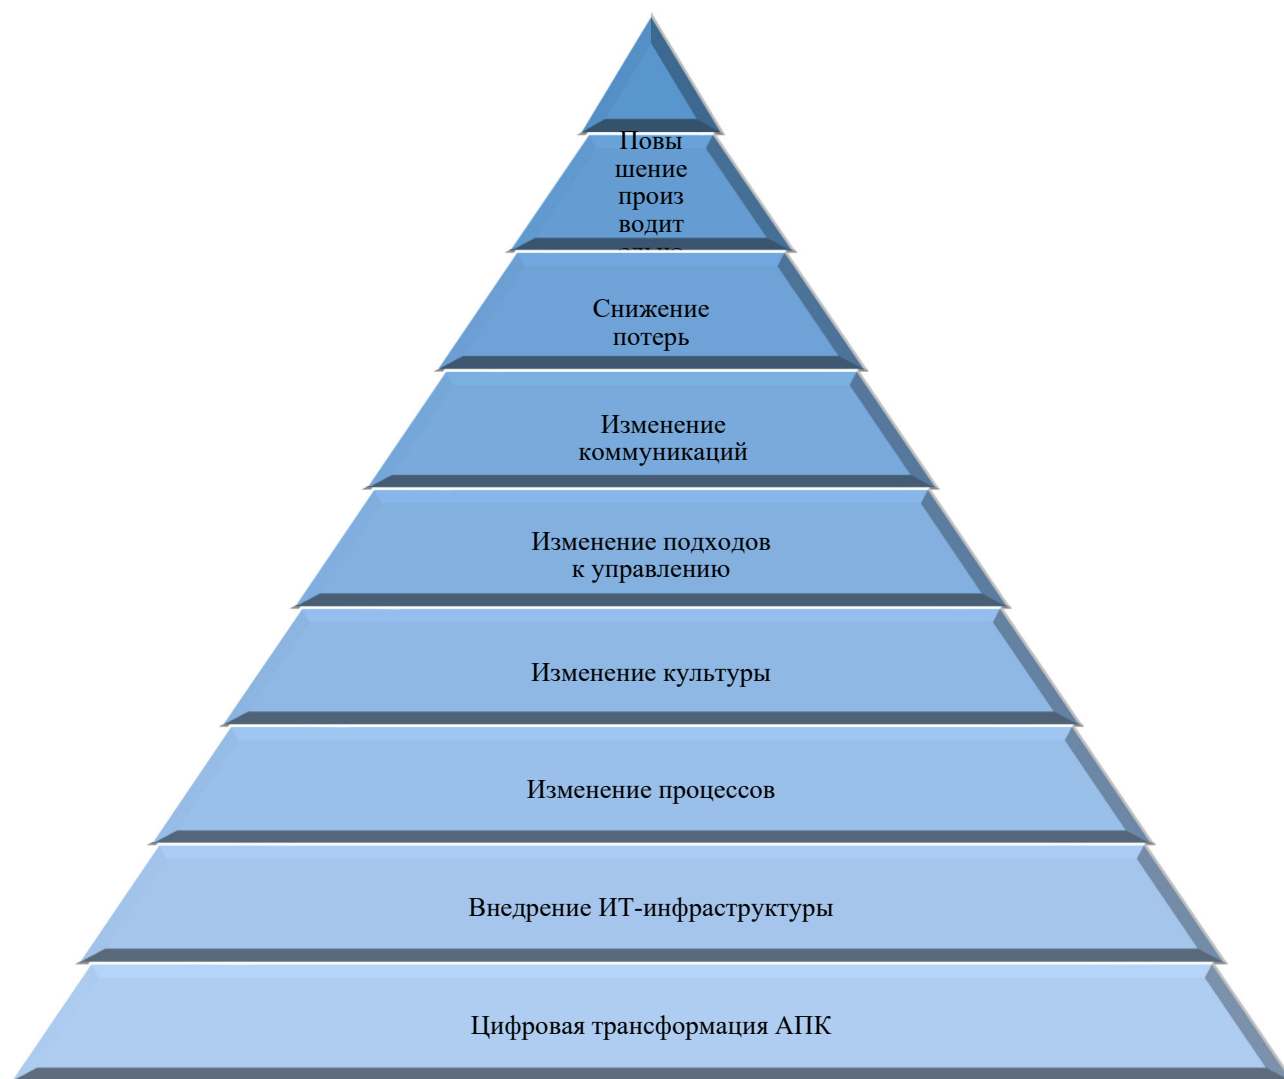 Повы
шение
произ
водит
Снижение
потерь
Изменение
коммуникаций
Изменение подходов
к управлению
Изменение культуры
Изменение процессов
Внедрение ИТ-инфраструктуры
Цифровая трансформация АПК